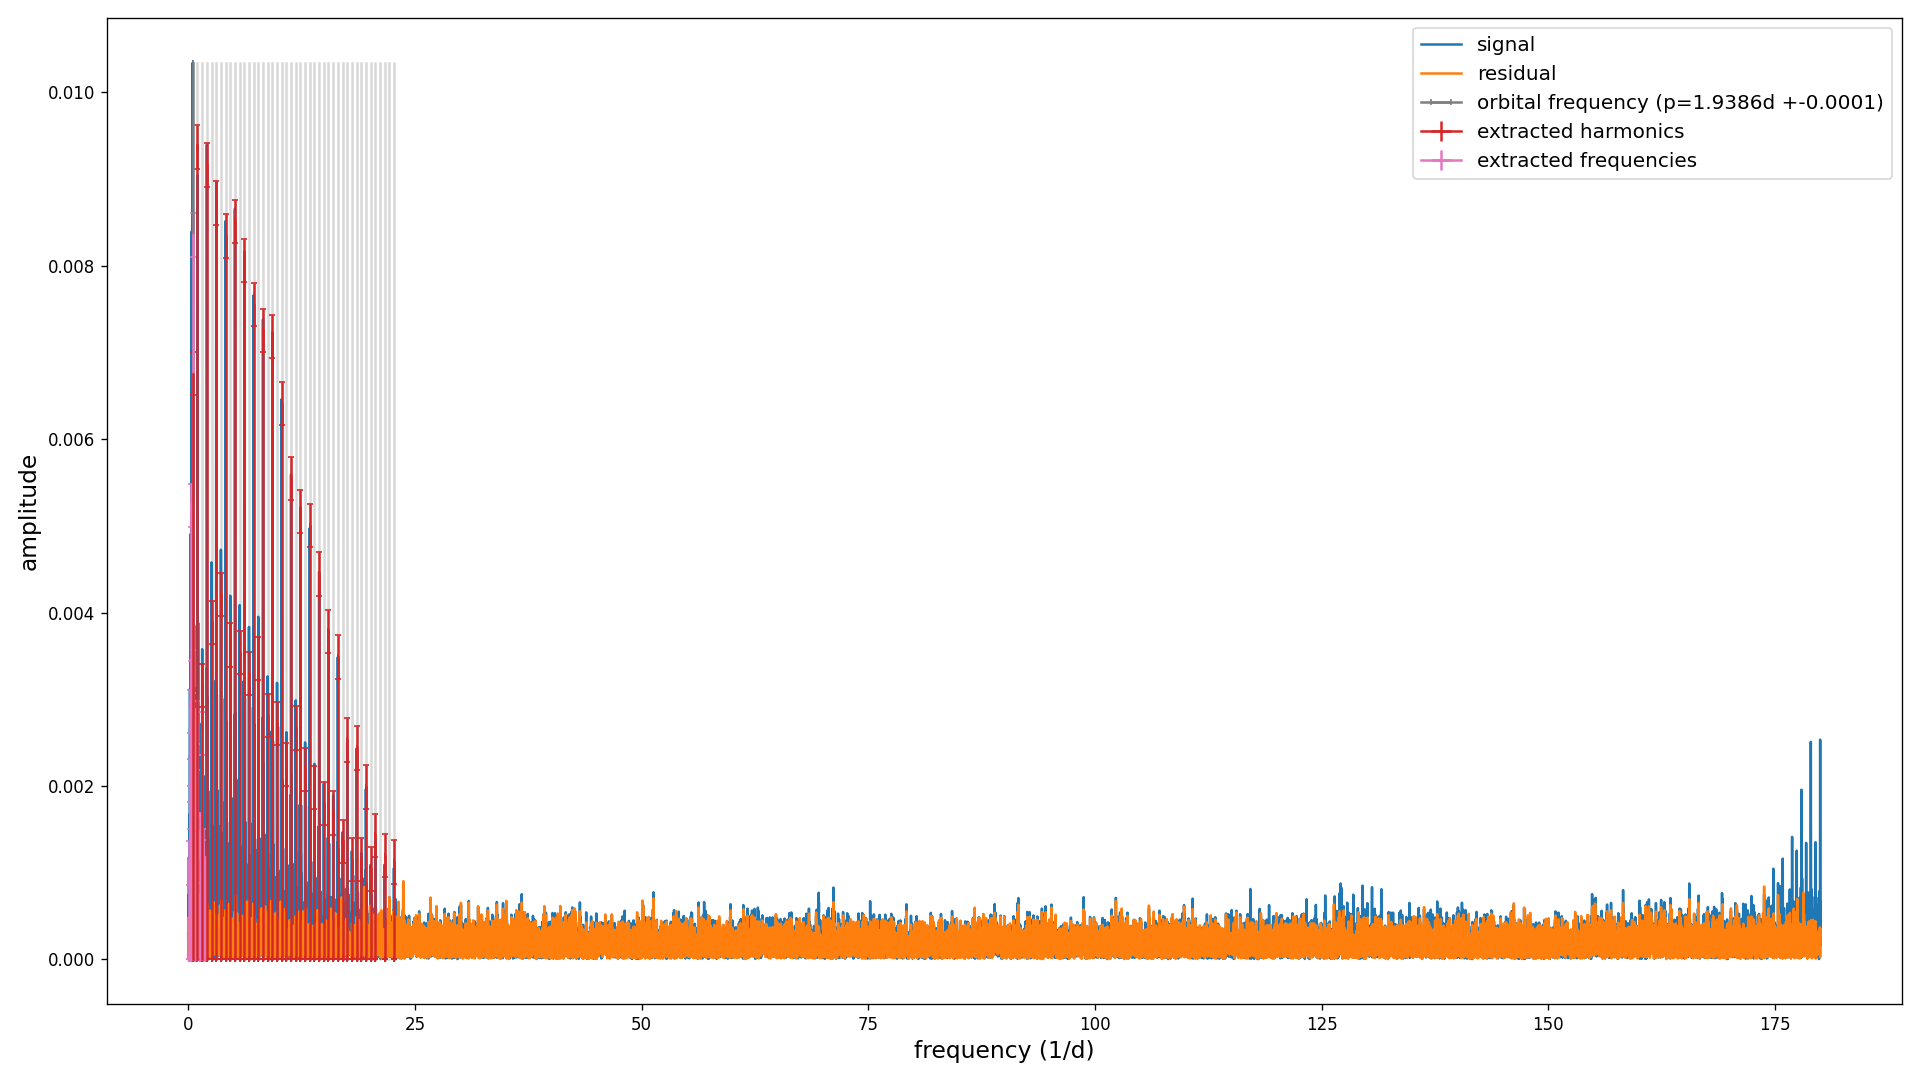 signal
residual
orbital frequency (p=1.9386d +-0.0001)
extracted harmonics
extracted frequencies
0.010
0.008
0.006
0.004
0.002
0.000
amplitude
0 25 50 75 100 125 150 175
frequency (1/d)